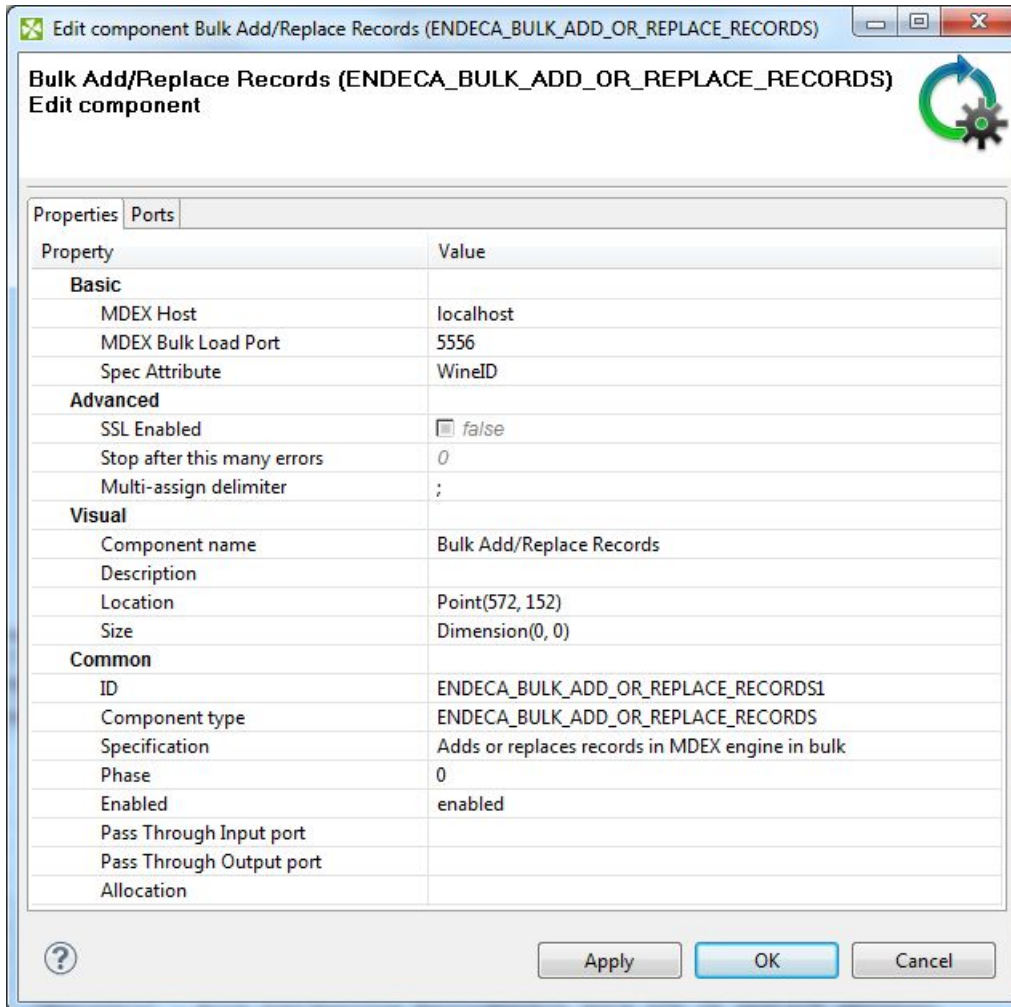 Edit component Bulk Add/Replace Records (ENDECA_BULK_ADD_OR_REPLACE_RECORDS)
Bulk Add/Replace Records (ENDECA_BULK_ADD_OR_REPLACE_RECORDS)
Edit component
Properties Ports
Property Value
Basic
MDEX Host localhost
MDEX Bulk Load Port 5556
Spec Attribute WineID
Advanced
SSL Enabled false
Stop after this many errors 0
Multi-assign delimiter ;
Visual
Component name Bulk Add/Replace Records
Description
Location Point(572, 152)
Size Dimension(0, 0)
Common
ID ENDECA_BULK_ADD_OR_REPLACE_RECORDS1
Component type ENDECA_BULK_ADD_OR_REPLACE_RECORDS
Specification Adds or replaces records in MDEX engine in bulk
Phase 0
Enabled enabled
Pass Through Input port
Pass Through Output port
Allocation
? Apply OK Cancel